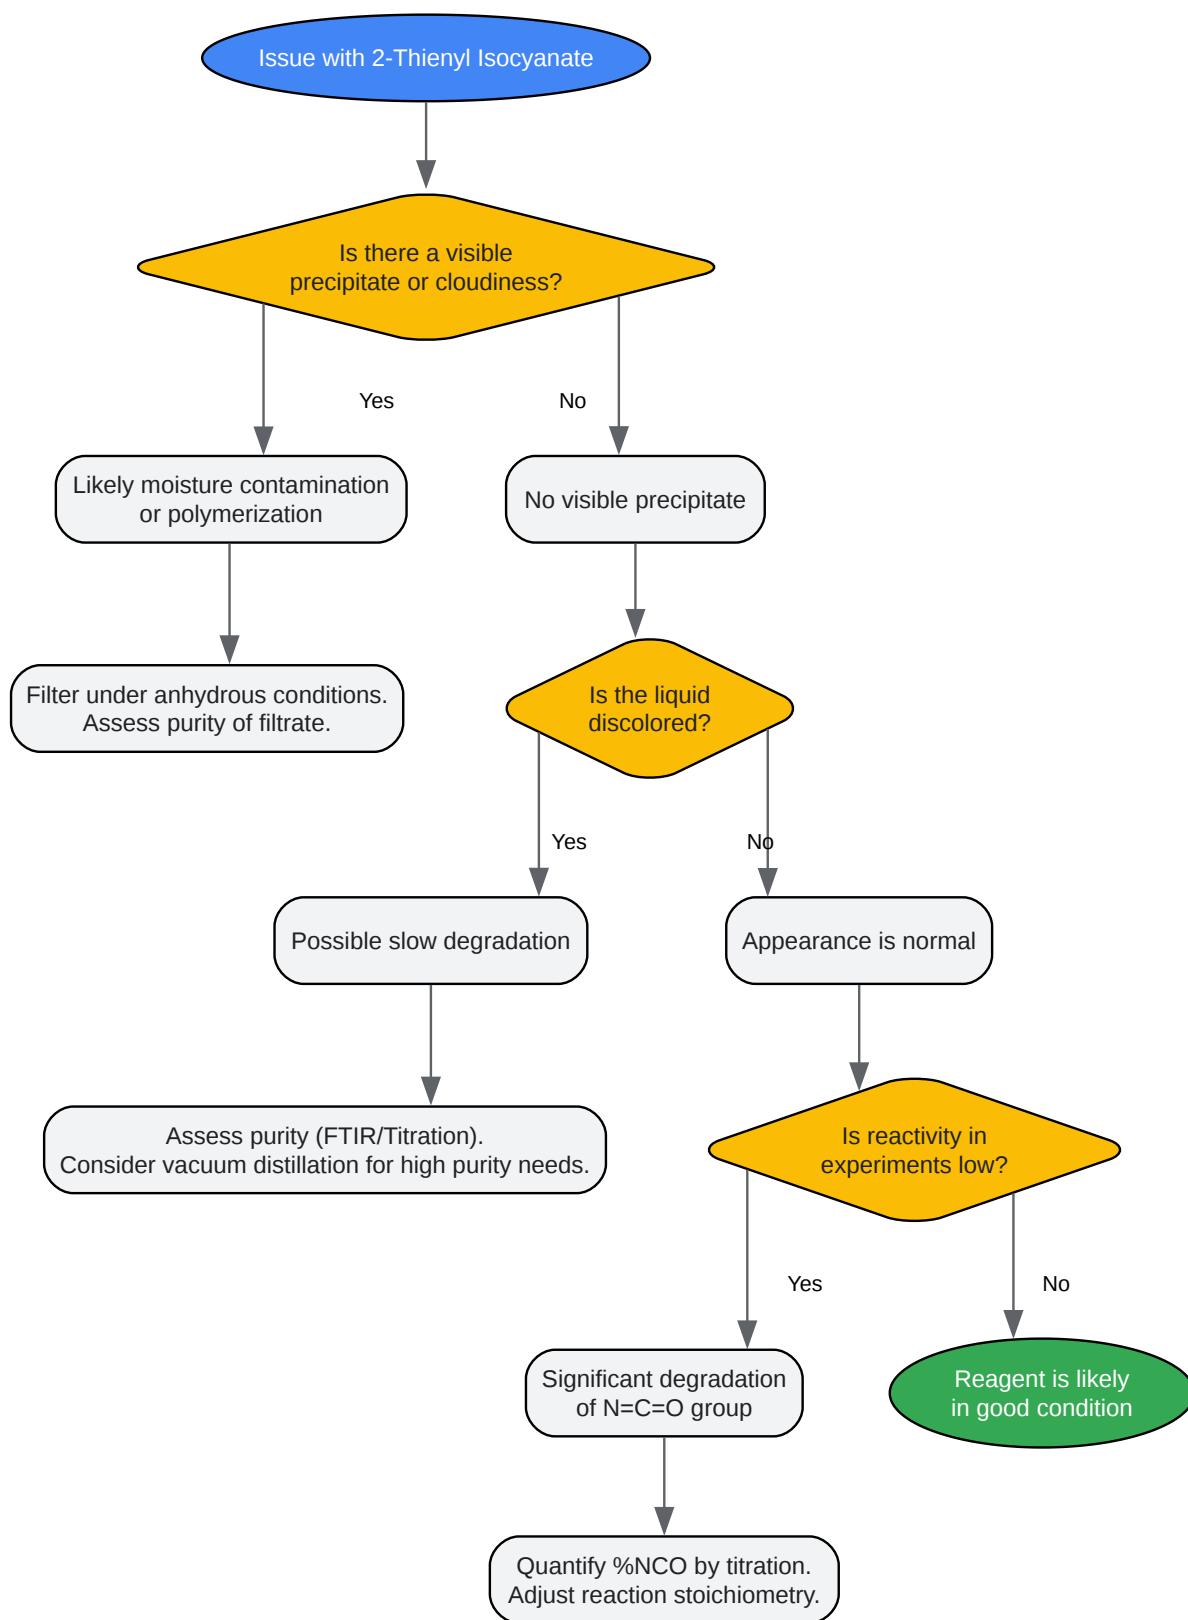 Issue with 2-Thienyl Isocyanate
Is there a visible
precipitate or cloudiness?
Yes
No
Likely moisture contamination
or polymerization
No visible precipitate
Filter under anhydrous conditions.
Assess purity of filtrate.
Is the liquid
discolored?
Yes
No
Possible slow degradation
Appearance is normal
Assess purity (FTIR/Titration).
Consider vacuum distillation for high purity needs.
Is reactivity in
experiments low?
Yes
No
Significant degradation
of N=C=O group
Reagent is likely
in good condition
Quantify %NCO by titration.
Adjust reaction stoichiometry.